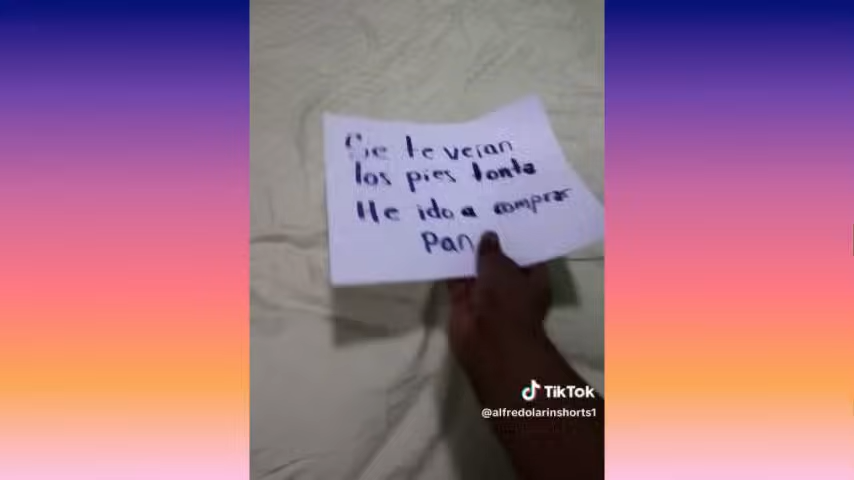 Se te veían
los pies tonta
He ido a comprar
Pan
TikTok
@alfredolarinshorts1